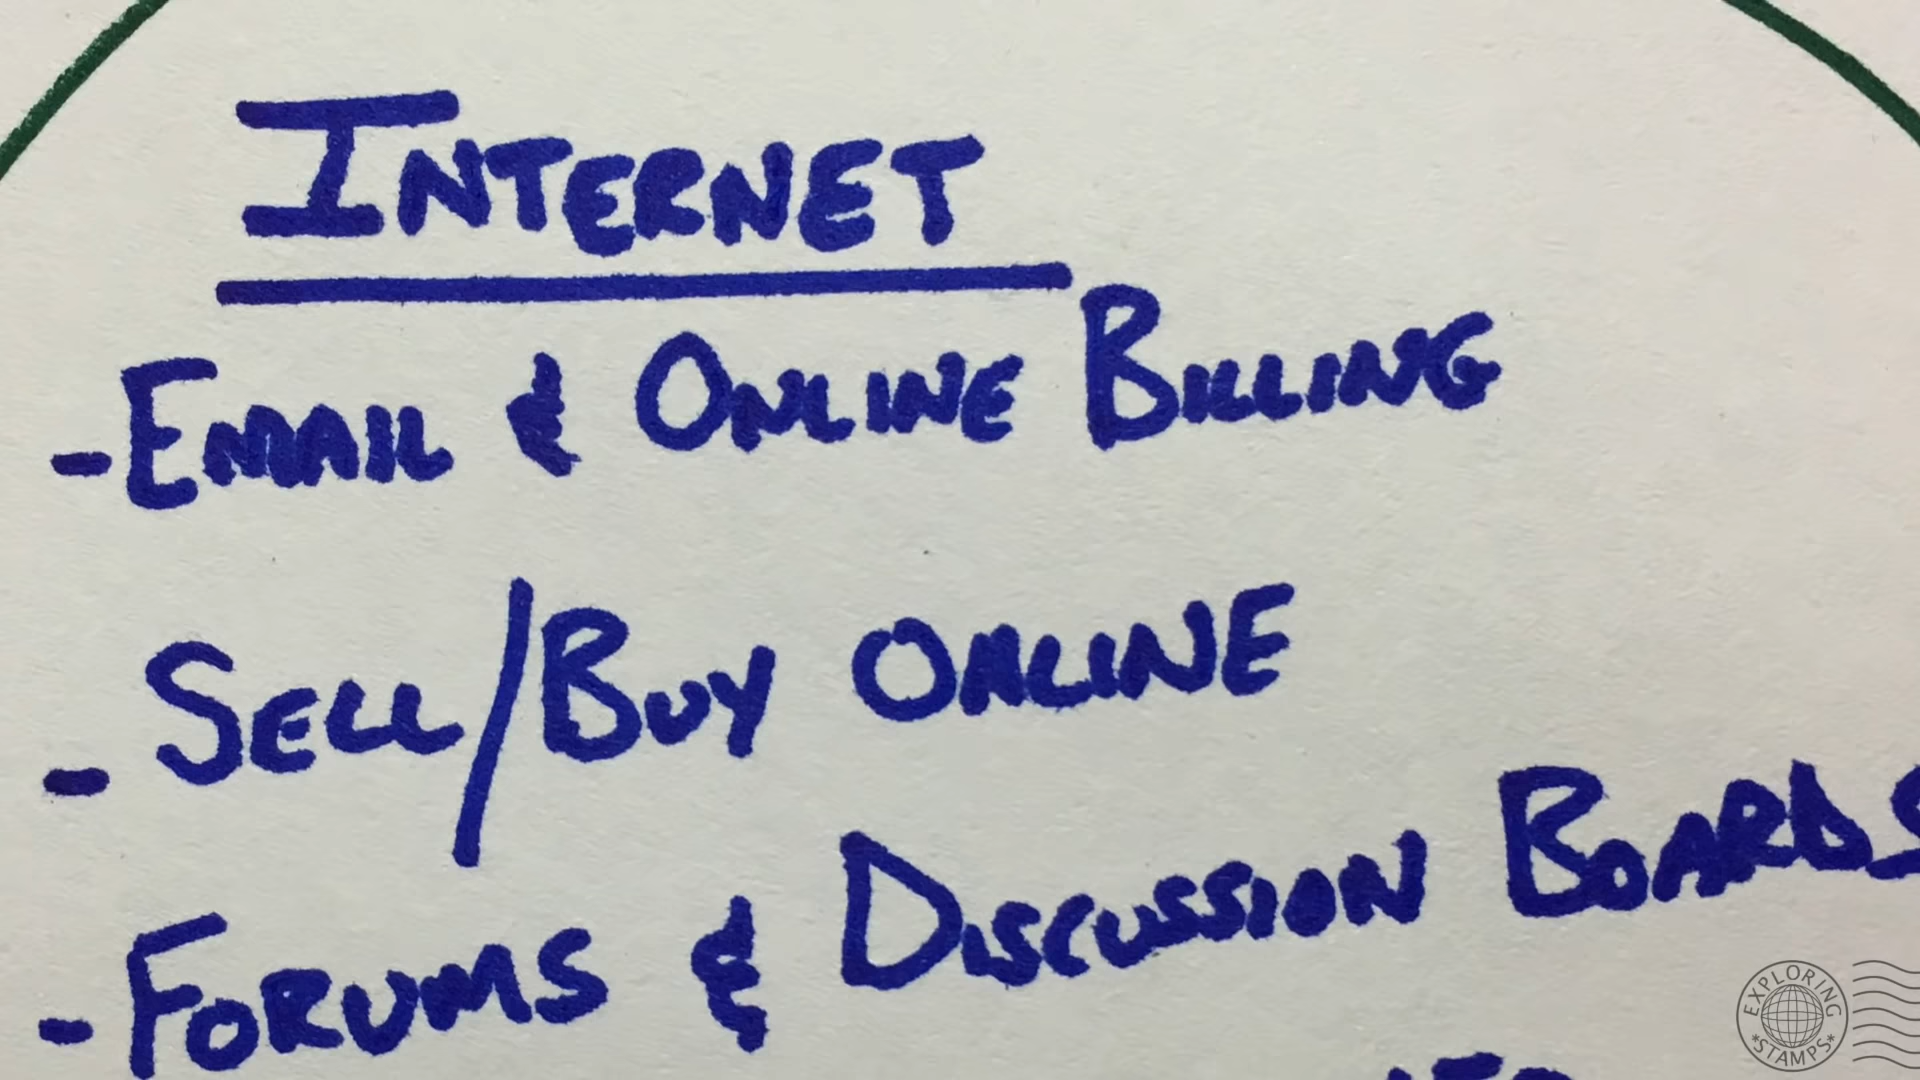 INTERNET
- EMAIL & ONLINE BILLING
- SELL/BUY ONLINE
- FORUMS & DISCUSSION BOARDS
EXPLORING
*STAMPS*